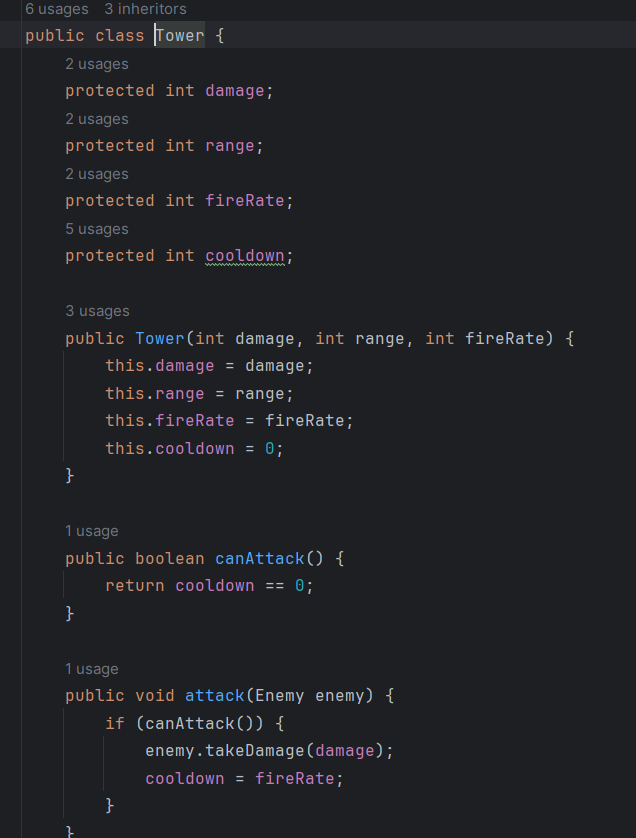 6 usages 3 inheritors
public class Tower {
2 usages
protected int damage;
2 usages
protected int range;
2 usages
protected int fireRate;
5 usages
protected int cooldown;
3 usages
public Tower(int damage, int range, int fireRate) {
this.damage = damage;
this.range = range;
this.fireRate = fireRate;
this.cooldown = 0;
}
1 usage
public boolean canAttack() {
return cooldown == 0;
}
1 usage
public void attack(Enemy enemy) {
if (canAttack()) {
enemy.takeDamage(damage);
cooldown = fireRate;
}
}